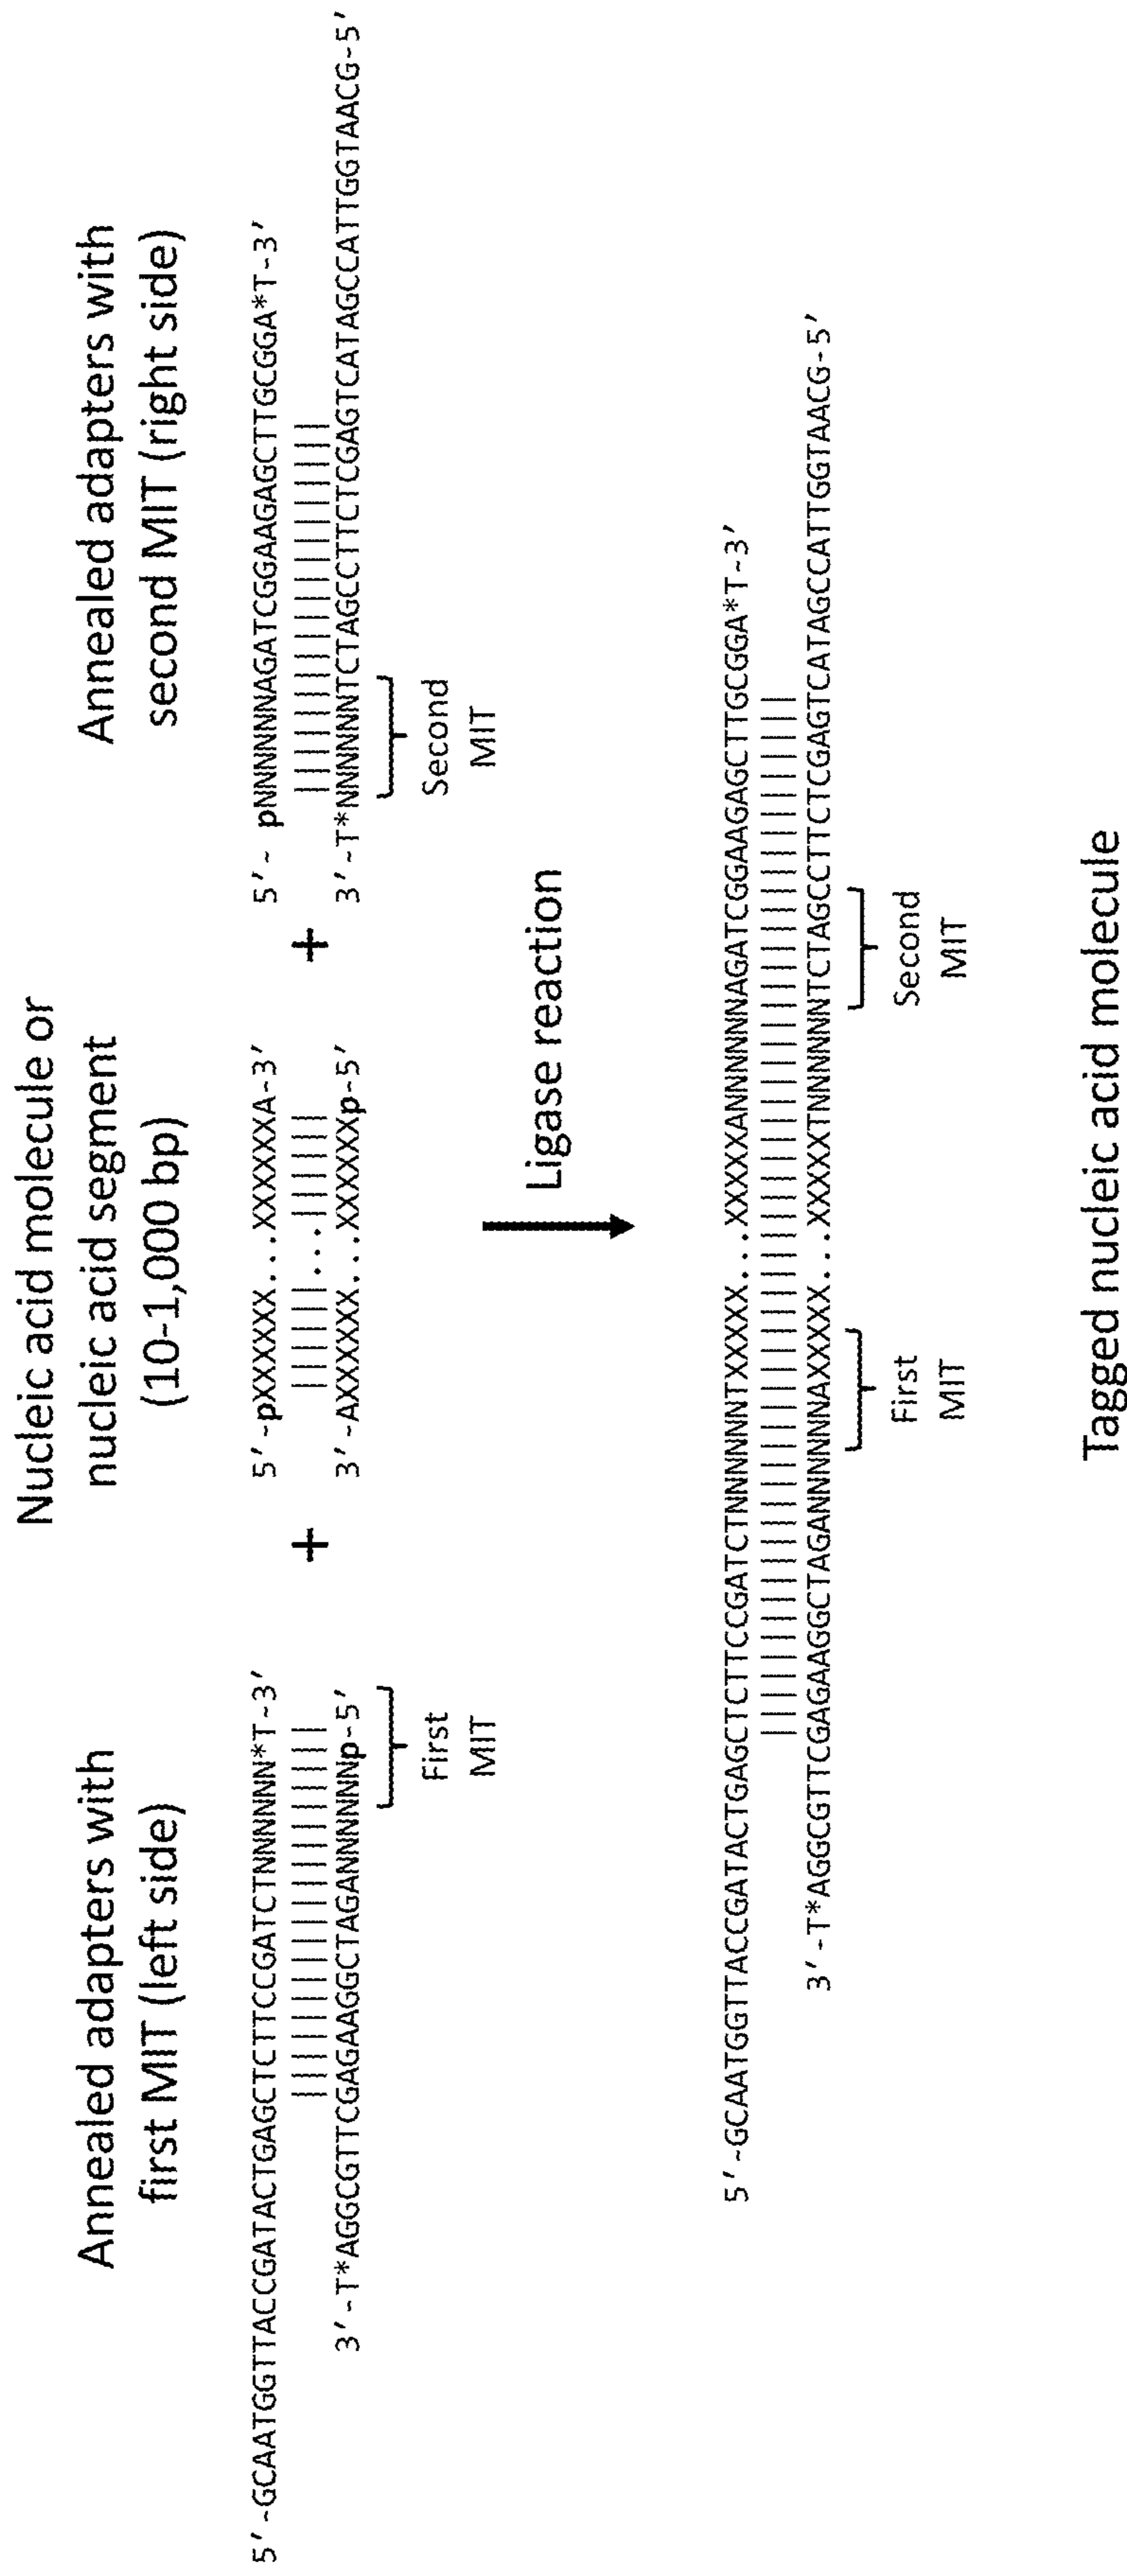 Annealed adapters with
first MIT (left side)
5'-GCAATGGTTACCGATACTGAGCTCTTCCGATCTNNNNNN*T-3'
3'-T*AGGCGTTCGAGAAGGCTAGANNNNNNp-5'
First
MIT
+
Nucleic acid molecule or
nucleic acid segment
(10-1,000 bp)
5'-pXXXXXX...XXXXXXA-3'
3'-AXXXXXX...XXXXXXp-5'
+
Annealed adapters with
second MIT (right side)
5'- pNNNNNNAGATCGGAAGAGCTTGCGGA*T-3'
3'-T*NNNNNNTCTAGCCTTCTCGAGTCATAGCCATTGGTAACG-5'
Second
MIT
Ligase reaction
5'-GCAATGGTTACCGATACTGAGCTCTTCCGATCTNNNNNNTXXXX...XXXXXANNNNNNAGATCGGAAGAGCTTGCGGA*T-3'
3'-T*AGGCGTTCGAGAAGGCTAGANNNNNNAXXXX...XXXXXTNNNNNNTCTAGCCTTCTCGAGTCATAGCCATTGGTAACG-5'
First
MIT
Second
MIT
Tagged nucleic acid molecule